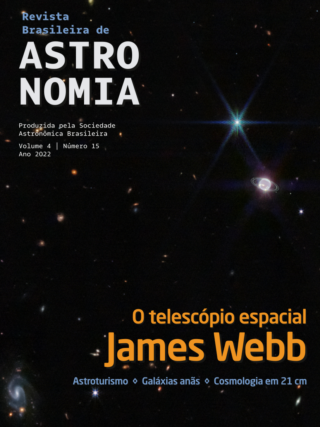 Revista
Brasileira de
ASTRO
NOMIA
Produzida pela Sociedade
Astronômica Brasileira
Volume 4 | Número 15
Ano 2022
O telescópio espacial
James Webb
Astroturismo ◊ Galáxias anãs ◊ Cosmologia em 21 cm